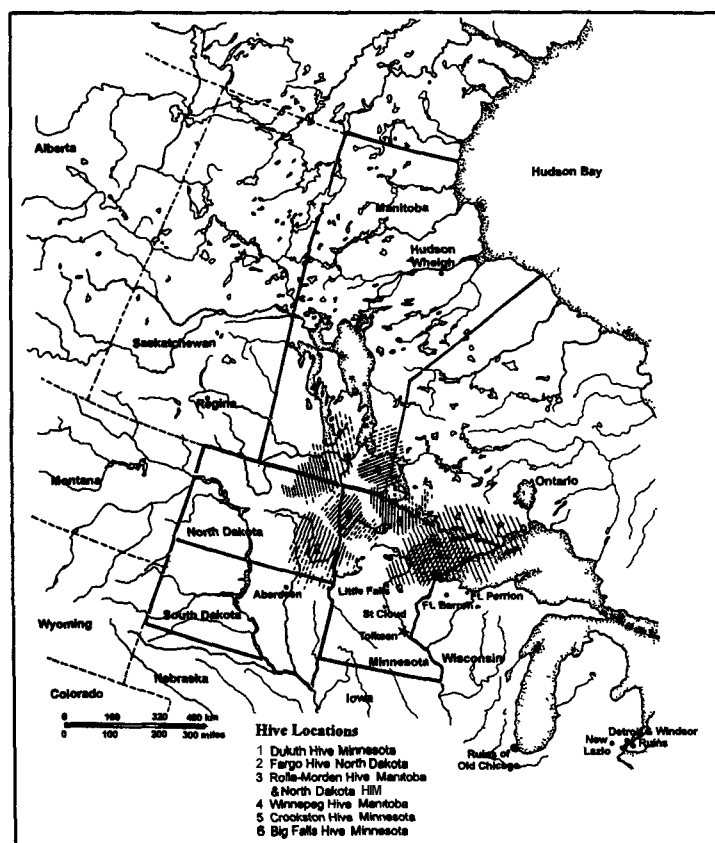 Alberta
Hudson Bay
Manitoba
Hudson
Whelgh
Saskatchewan
Regina
Montana
Ontario
North Dakota
Aberdeen
Little Falls
Ft. Perrion
Ft. Barron
St Cloud
South Dakota
Tolkeen
Wyoming
Minnesota
Wisconsin
Nebraska
Colorado
Iowa
0 160 320 480 km
0 100 200 300 miles
Ruins of
Old Chicago
New
Lazlo
Detroit & Windsor
Ruins
Hive Locations
1 Duluth Hive Minnesota
2 Fargo Hive North Dakota
3 Rolla-Morden Hive Manitoba
& North Dakota HIM
4 Winnepeg Hive Manitoba
5 Crookston Hive Minnesota
6 Big Falls Hive Minnesota